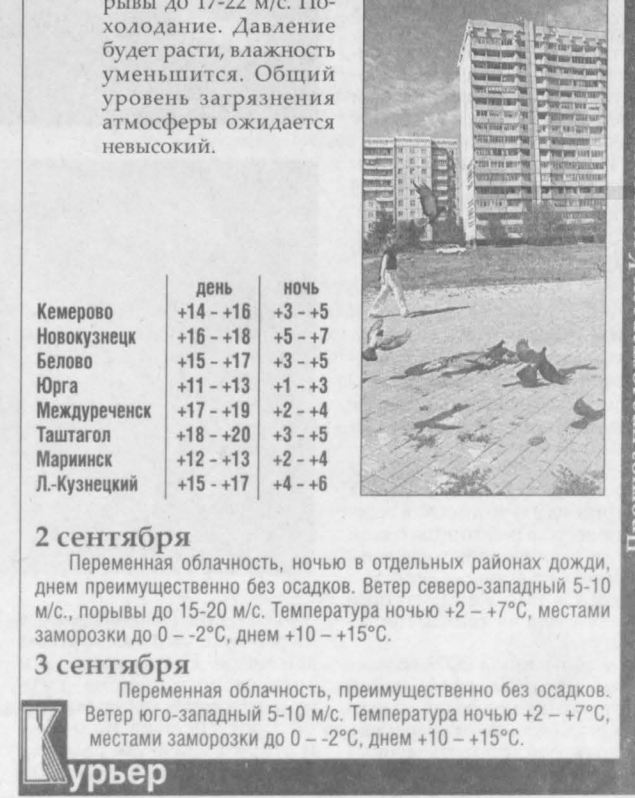 рывы до 17-22 м/с. По-
холодание. Давление
будет расти, влажность
уменьшится. Общий
уровень загрязнения
атмосферы ожидается
невысокий.
день ночь
Кемерово +14 - +16 +3 - +5
Новокузнецк +16 - +18 +5 - +7
Белово +15 - +17 +3 - +5
Юрга +11 - +13 +1 - +3
Междуреченск +17 - +19 +2 - +4
Таштагол +18 - +20 +3 - +5
Мариинск +12 - +13 +2 - +4
Л.-Кузнецкий +15 - +17 +4 - +6
2 сентября
Переменная облачность, ночью в отдельных районах дожди,
днем преимущественно без осадков. Ветер северо-западный 5-10
м/с., порывы до 15-20 м/с. Температура ночью +2 – +7°С, местами
заморозки до 0 – -2°С, днем +10 – +15°С.
3 сентября
Переменная облачность, преимущественно без осадков.
Ветер юго-западный 5-10 м/с. Температура ночью +2 – +7°С,
местами заморозки до 0 – -2°С, днем +10 – +15°С.
Курьер